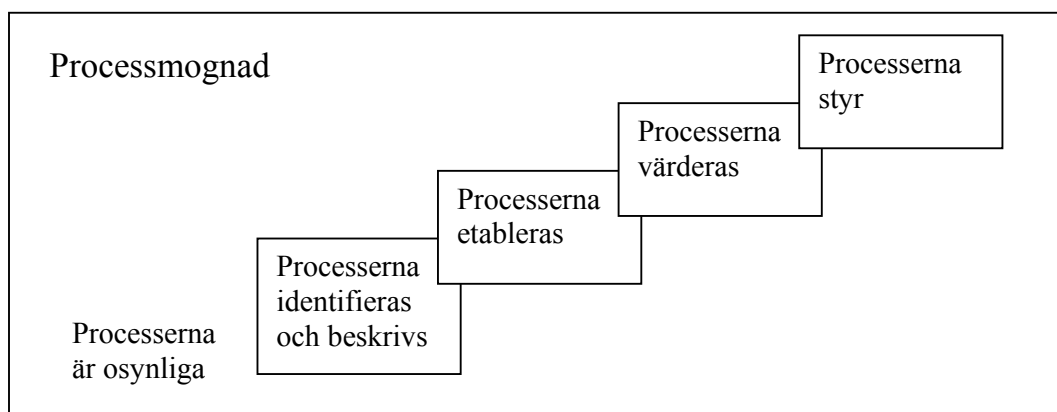 Processmognad
Processerna
är osynliga
Processerna
identifieras
och beskrivs
Processerna
etableras
Processerna
värderas
Processerna
styr